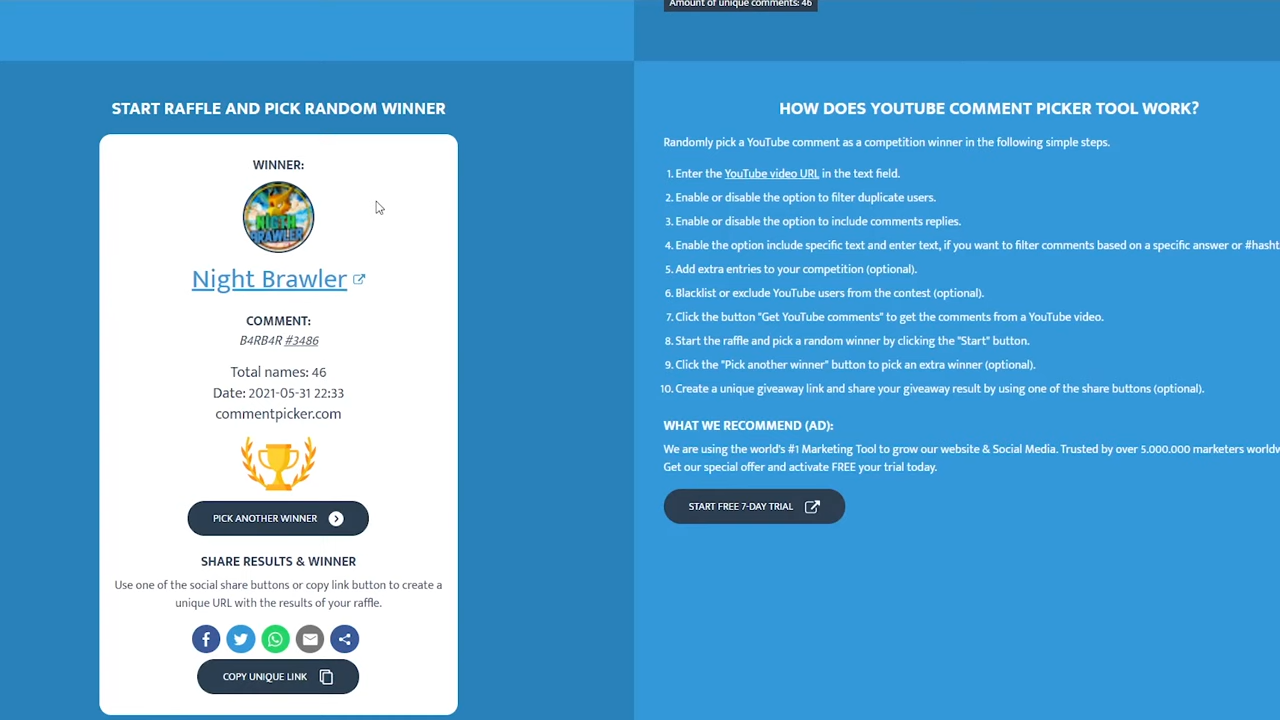 Amount of unique comments: 46
START RAFFLE AND PICK RANDOM WINNER
WINNER:
NIGTH
BRAWLER
Night Brawler
COMMENT:
B4RB4R #3486
Total names: 46
Date: 2021-05-31 22:33
commentpicker.com
PICK ANOTHER WINNER
SHARE RESULTS & WINNER
Use one of the social share buttons or copy link button to create a
unique URL with the results of your raffle.
COPY UNIQUE LINK
HOW DOES YOUTUBE COMMENT PICKER TOOL WORK?
Randomly pick a YouTube comment as a competition winner in the following simple steps.
1. Enter the YouTube video URL in the text field.
2. Enable or disable the option to filter duplicate users.
3. Enable or disable the option to include comments replies.
4. Enable the option include specific text and enter text, if you want to filter comments based on a specific answer or #hasht
5. Add extra entries to your competition (optional).
6. Blacklist or exclude YouTube users from the contest (optional).
7. Click the button "Get YouTube comments" to get the comments from a YouTube video.
8. Start the raffle and pick a random winner by clicking the "Start" button.
9. Click the "Pick another winner" button to pick an extra winner (optional).
10. Create a unique giveaway link and share your giveaway result by using one of the share buttons (optional).
WHAT WE RECOMMEND (AD):
We are using the world's #1 Marketing Tool to grow our website & Social Media. Trusted by over 5.000.000 marketers worldw
Get our special offer and activate FREE your trial today.
START FREE 7-DAY TRIAL